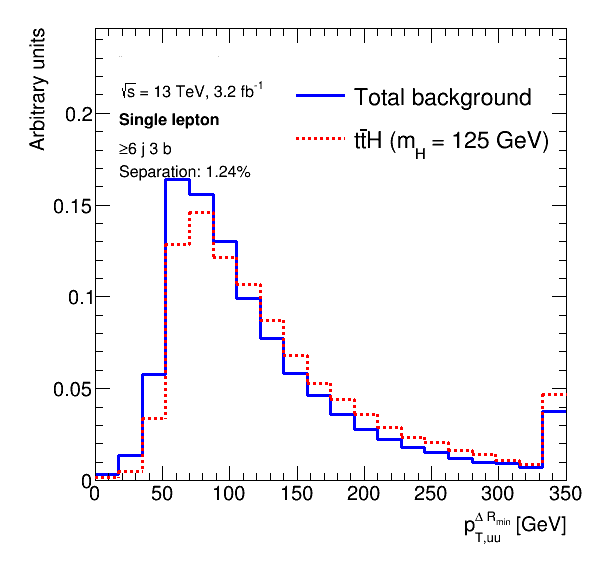 Arbitrary units
√s = 13 TeV, 3.2 fb⁻¹
Single lepton
≥6 j 3 b
Separation: 1.24%
Total background
tt̄H (m_H = 125 GeV)
0.2
0.15
0.1
0.05
0
0 50 100 150 200 250 300 350
p_T,uu^Δ R_min [GeV]